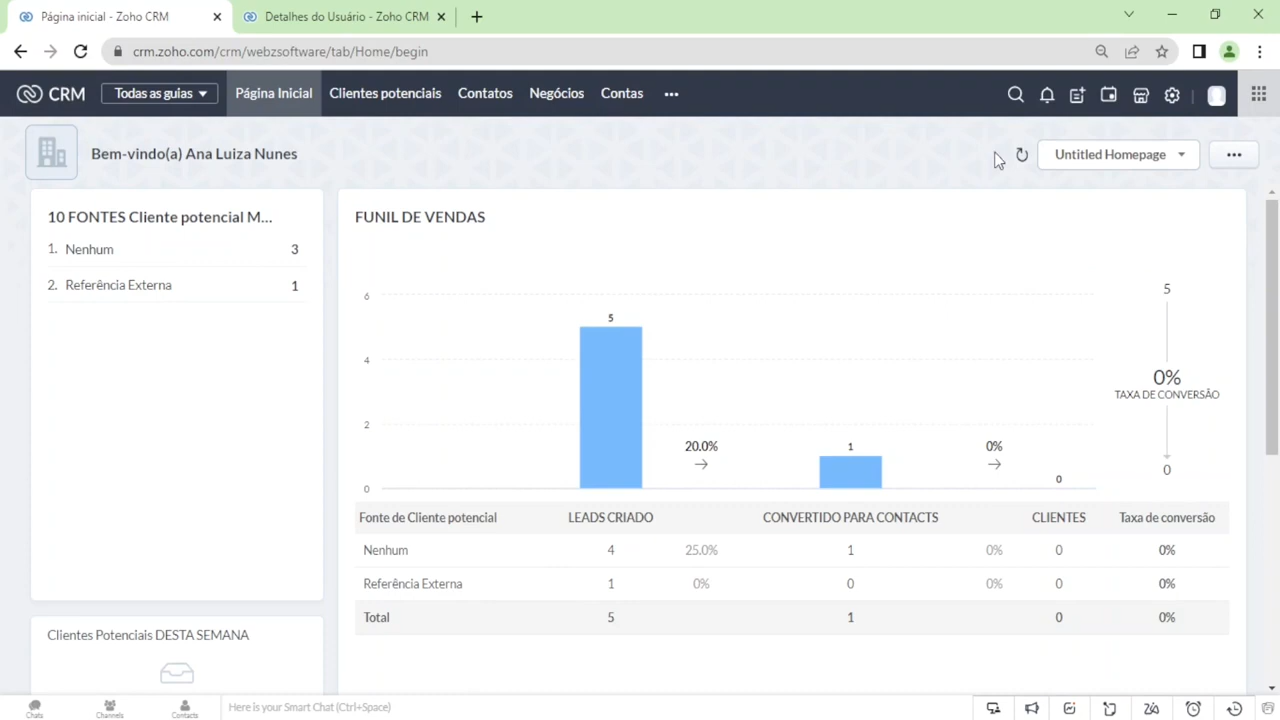 Página inicial - Zoho CRM
Detalhes do Usuário - Zoho CRM
crm.zoho.com/crm/webzsoftware/tab/Home/begin
CRM Todas as guias Página Inicial Clientes potenciais Contatos Negócios Contas
Bem-vindo(a) Ana Luiza Nunes
Untitled Homepage
10 FONTES Cliente potencial M...
1. Nenhum 3
2. Referência Externa 1
FUNIL DE VENDAS
6
4
2
0
5
20.0%
1
0%
0
5
0%
TAXA DE CONVERSÃO
0
Fonte de Cliente potencial LEADS CRIADO CONVERTIDO PARA CONTACTS CLIENTES Taxa de conversão
Nenhum 4 25.0% 1 0% 0 0%
Referência Externa 1 0% 0 0% 0 0%
Total 5 1 0 0%
Clientes Potenciais DESTA SEMANA
Chats
Channels
Contacts
Here is your Smart Chat (Ctrl+Space)